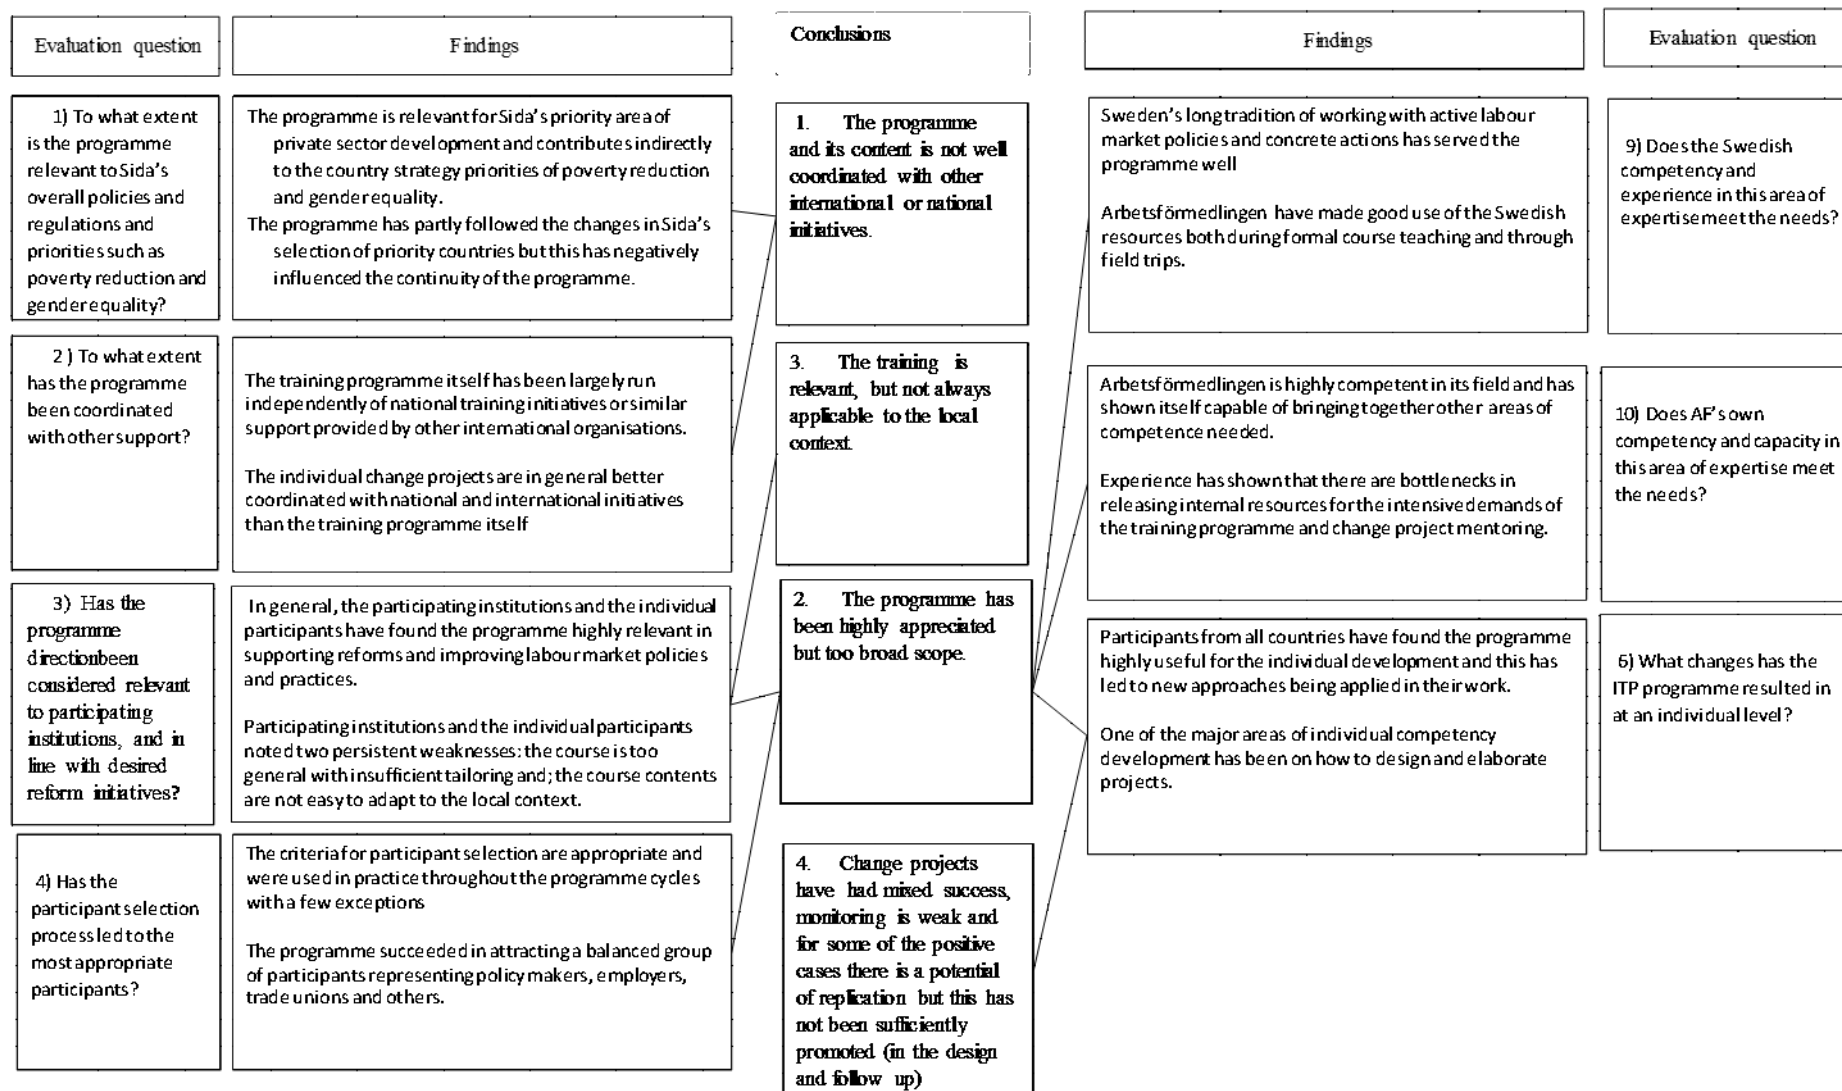 Evaluation question
Findings
Conclusions
Findings
Evaluation question
1) To what extent
is the programme
relevant to Sida's
overall policies and
regulations and
priorities such as
poverty reduction and
gender equality?
The programme is relevant for Sida's priority area of
private sector development and contributes indirectly
to the country strategy priorities of poverty reduction
and gender equality.
The programme has partly followed the changes in Sida's
selection of priority countries but this has negatively
influenced the continuity of the programme.
1. The programme
and its content is not well
coordinated with other
international or national
initiatives.
Sweden's long tradition of working with active labour
market policies and concrete actions has served the
programme well
Arbetsförmedlingen have made good use of the Swedish
resources both during formal course teaching and through
field trips.
9) Does the Swedish
competency and
experience in this area of
expertise meet the needs?
2 ) To what extent
has the programme
been coordinated
with other support?
The training programme itself has been largely run
independently of national training initiatives or similar
support provided by other international organisations.
The individual change projects are in general better
coordinated with national and international initiatives
than the training programme itself
3. The training is
relevant, but not always
applicable to the local
context.
Arbetsförmedlingen is highly competent in its field and has
shown itself capable of bringing together other areas of
competence needed.
Experience has shown that there are bottlenecks in
releasing internal resources for the intensive demands of
the training programme and change project mentoring.
10) Does AF's own
competency and capacity in
this area of expertise meet
the needs?
3) Has the
programme
directionbeen
considered relevant
to participating
institutions, and in
line with desired
reform initiatives?
In general, the participating institutions and the individual
participants have found the programme highly relevant in
supporting reforms and improving labour market policies
and practices.
Participating institutions and the individual participants
noted two persistent weaknesses: the course is too
general with insufficient tailoring and; the course contents
are not easy to adapt to the local context.
2. The programme has
been highly appreciated
but too broad scope.
Participants from all countries have found the programme
highly useful for the individual development and this has
led to new approaches being applied in their work.
One of the major areas of individual competency
development has been on how to design and elaborate
projects.
6) What changes has the
ITP programme resulted in
at an individual level?
4) Has the
participant selection
process led to the
most appropriate
participants?
The criteria for participant selection are appropriate and
were used in practice throughout the programme cycles
with a few exceptions
The programme succeeded in attracting a balanced group
of participants representing policy makers, employers,
trade unions and others.
4. Change projects
have had mixed success,
monitoring is weak and
for some of the positive
cases there is a potential
of replication but this has
not been sufficiently
promoted (in the design
and follow up)